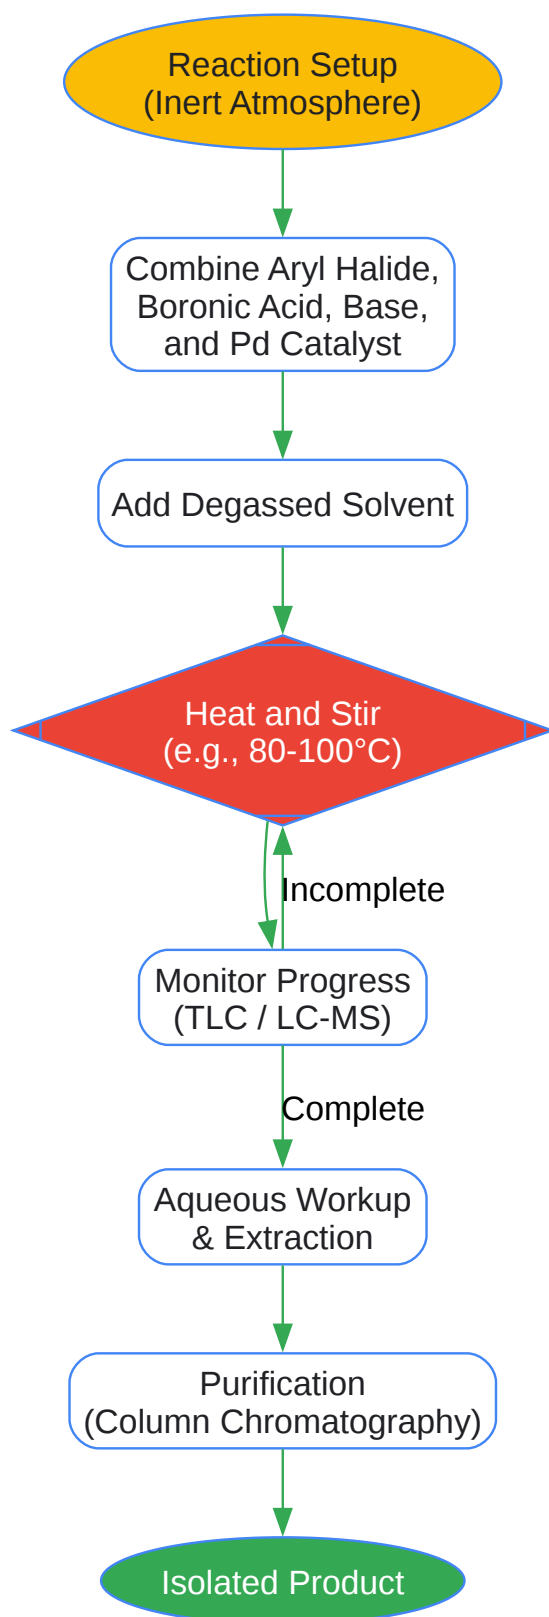 Reaction Setup
(Inert Atmosphere)
Combine Aryl Halide,
Boronic Acid, Base,
and Pd Catalyst
Add Degassed Solvent
Heat and Stir
(e.g., 80-100°C)
Incomplete
Monitor Progress
(TLC / LC-MS)
Complete
Aqueous Workup
& Extraction
Purification
(Column Chromatography)
Isolated Product